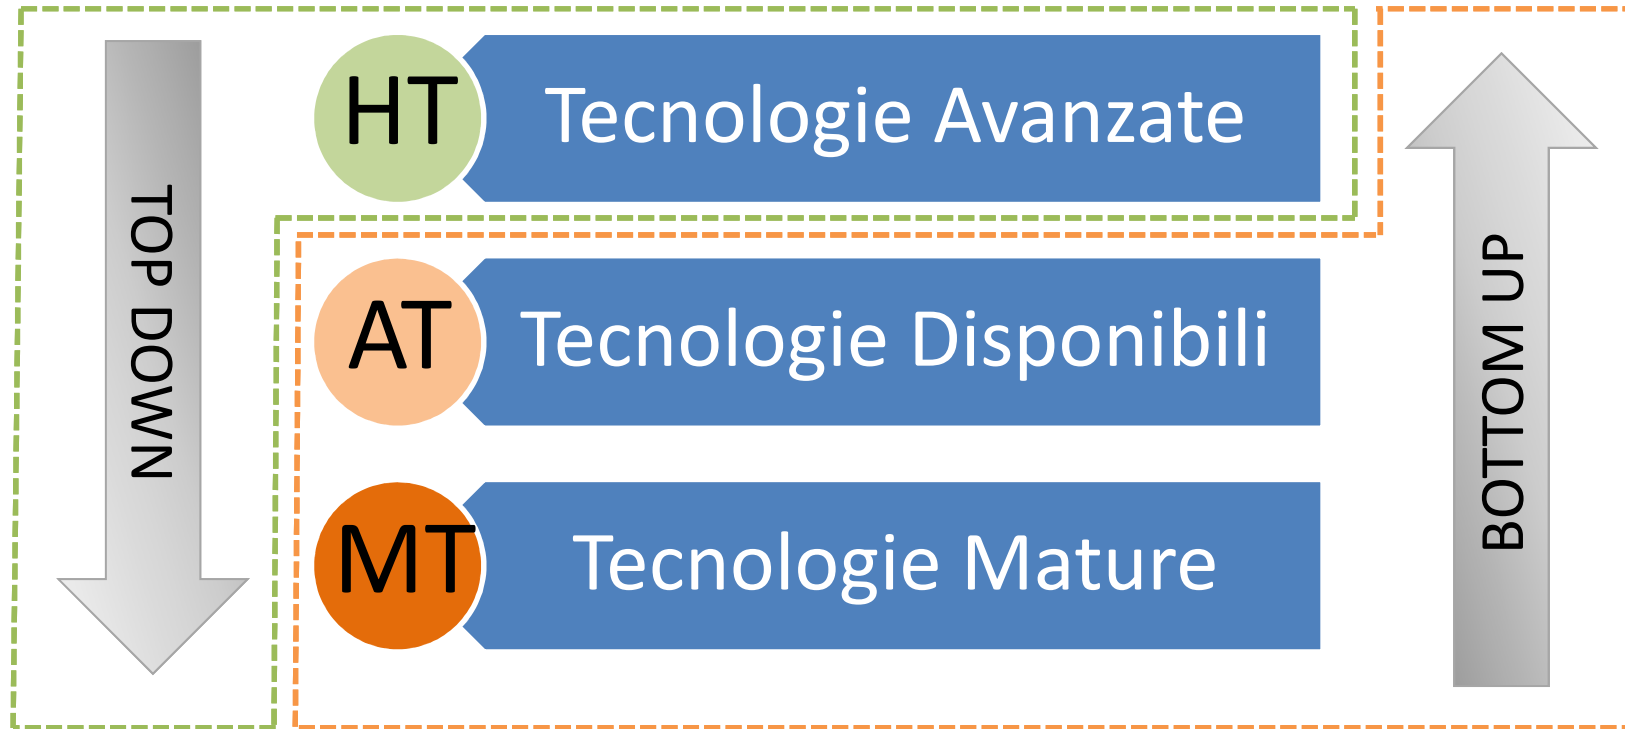 TOP DOWN
HT
Tecnologie Avanzate
AT
Tecnologie Disponibili
MT
Tecnologie Mature
BOTTOM UP